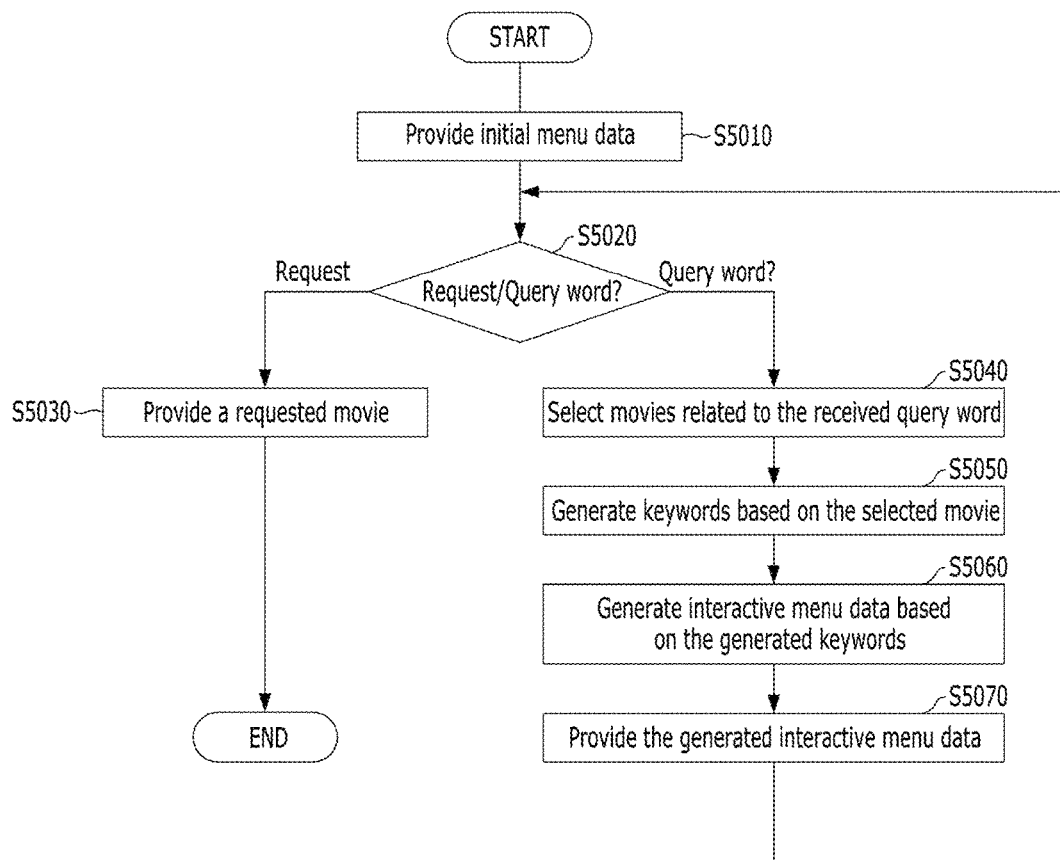 START
Provide initial menu data
S5010
S5020
Request
Query word?
Request/Query word?
S5040
S5030
Provide a requested movie
Select movies related to the received query word
S5050
Generate keywords based on the selected movie
S5060
Generate interactive menu data based
on the generated keywords
S5070
END
Provide the generated interactive menu data